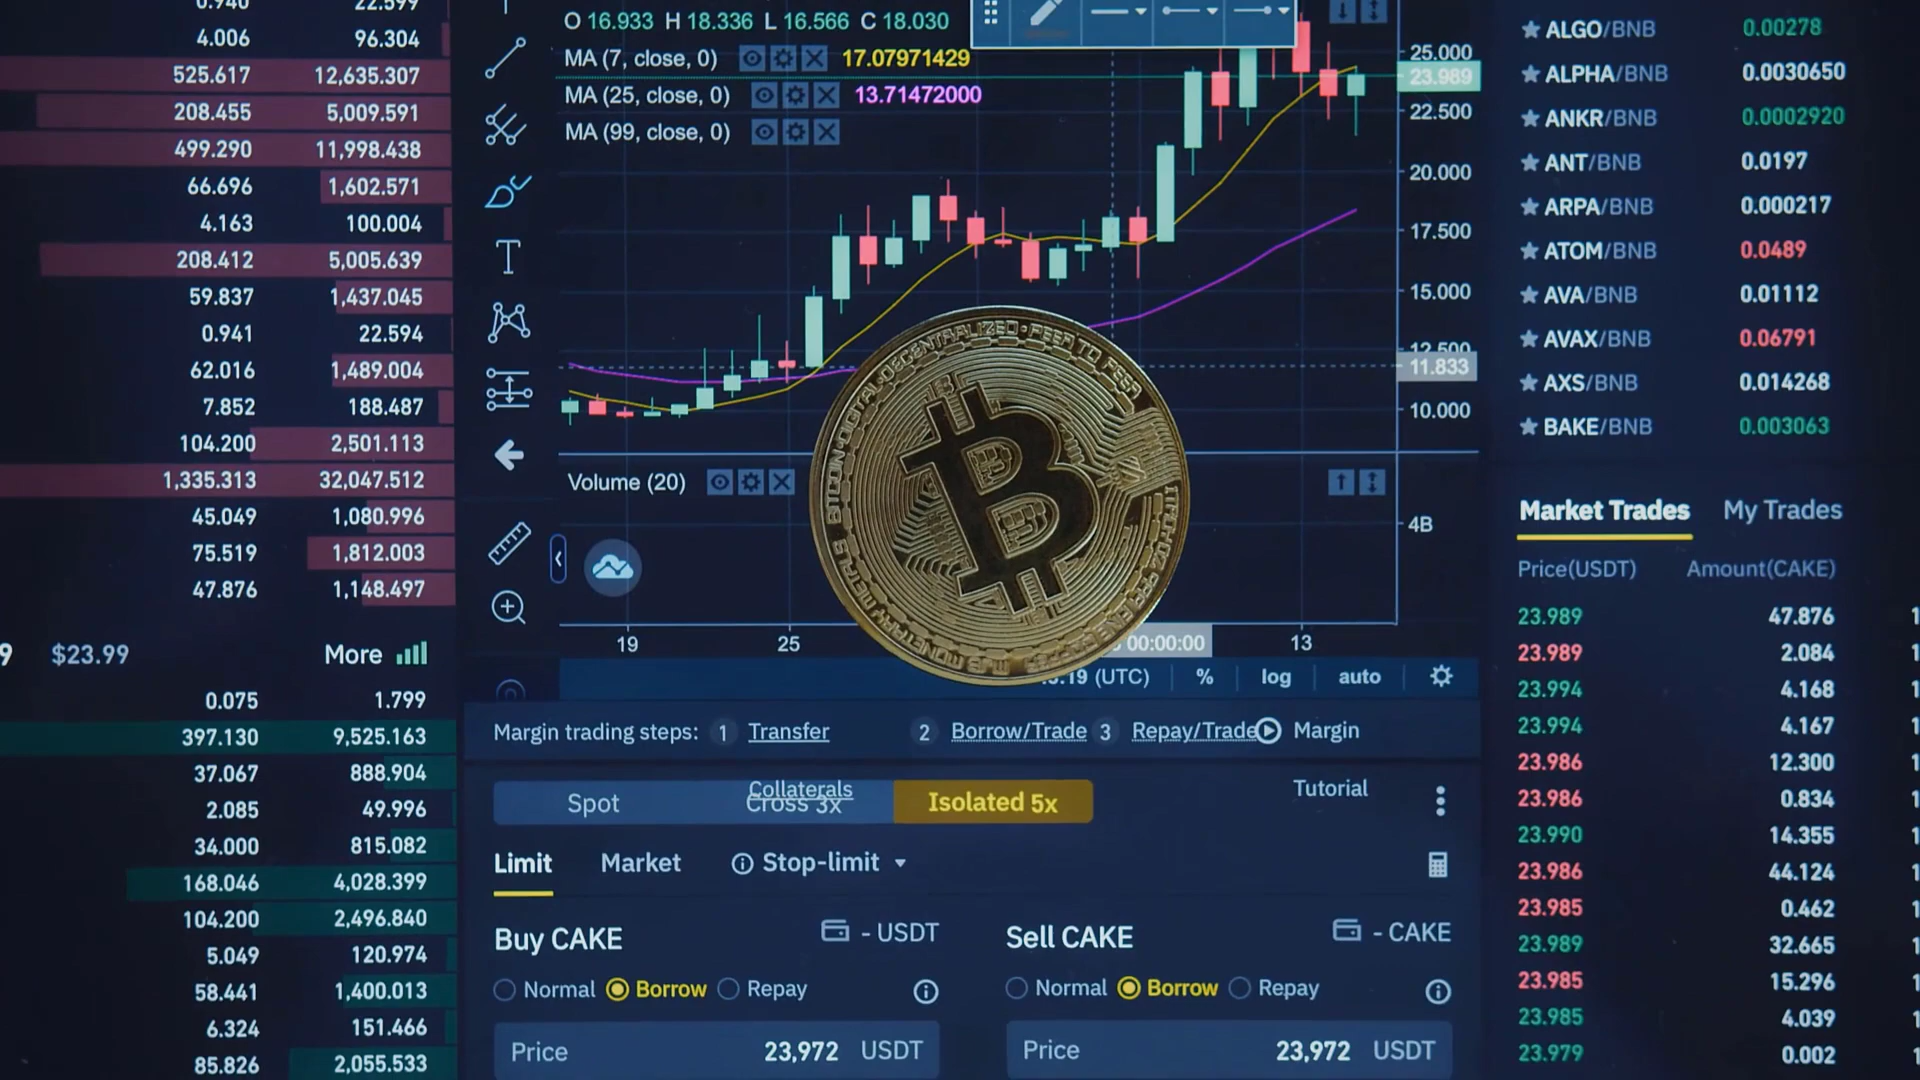 0.940 22.599
4.006 96.304
525.617 12,635.307
208.455 5,009.591
499.290 11,998.438
66.696 1,602.571
4.163 100.004
208.412 5,005.639
59.837 1,437.045
0.941 22.594
62.016 1,489.004
7.852 188.487
104.200 2,501.113
1,335.313 32,047.512
45.049 1,080.996
75.519 1,812.003
47.876 1,148.497
9 $23.99 More
0.075 1.799
397.130 9,525.163
37.067 888.904
2.085 49.996
34.000 815.082
168.046 4,028.399
104.200 2,496.840
5.049 120.974
58.441 1,400.013
6.324 151.466
85.826 2,055.533
O 16.933 H 18.336 L 16.566 C 18.030
MA (7, close, 0) 17.07971429
MA (25, close, 0) 13.71472000
MA (99, close, 0)
T
25.000
23.989
22.500
20.000
17.500
15.000
12.500
11.833
10.000
Volume (20)
4B
BITCOIN·DIGITAL·DECENTRALIZED·PEER TO PEER
19 25 00:00:00 13
:19 (UTC) % log auto
Margin trading steps: 1 Transfer 2 Borrow/Trade 3 Repay/Trade Margin
Collaterals Tutorial
Spot Cross 3x Isolated 5x
Limit Market Stop-limit
Buy CAKE - USDT
Normal Borrow Repay
Price 23,972 USDT
Sell CAKE - CAKE
Normal Borrow Repay
Price 23,972 USDT
ALGO/BNB 0.00278
ALPHA/BNB 0.0030650
ANKR/BNB 0.0002920
ANT/BNB 0.0197
ARPA/BNB 0.000217
ATOM/BNB 0.0489
AVA/BNB 0.01112
AVAX/BNB 0.06791
AXS/BNB 0.014268
BAKE/BNB 0.003063
Market Trades My Trades
Price(USDT) Amount(CAKE)
23.989 47.876
23.989 2.084
23.994 4.168
23.994 4.167
23.986 12.300
23.986 0.834
23.990 14.355
23.986 44.124
23.985 0.462
23.989 32.665
23.985 15.296
23.985 4.039
23.979 0.002